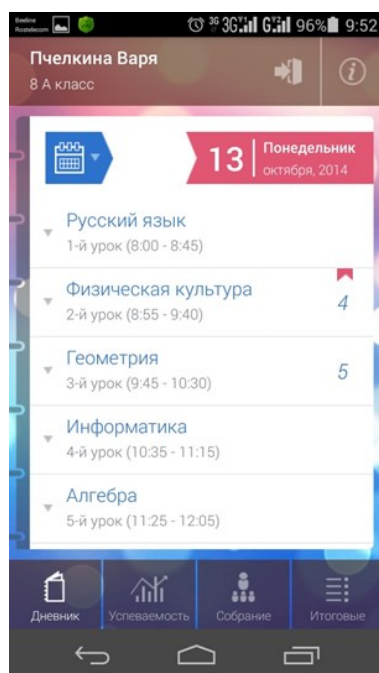 Beeline
Rostelecom
3G 3G G 96% 9:52
Пчелкина Варя
8 А класс
13 Понедельник
октября, 2014
Русский язык
1-й урок (8:00 - 8:45)
Физическая культура
2-й урок (8:55 - 9:40)
4
Геометрия
3-й урок (9:45 - 10:30)
5
Информатика
4-й урок (10:35 - 11:15)
Алгебра
5-й урок (11:25 - 12:05)
Дневник Успеваемость Собрание Итоговые